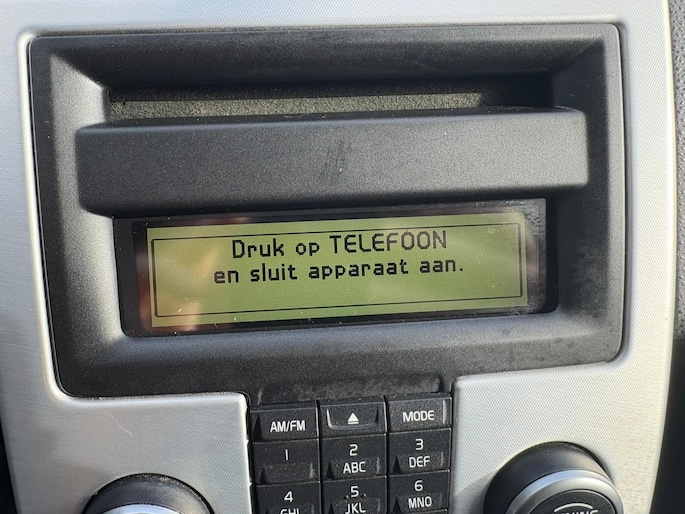 Druk op TELEFOON
en sluit apparaat aan.
AM/FM
MODE
1
2
ABC
3
DEF
4
5
JKL
6
MNO